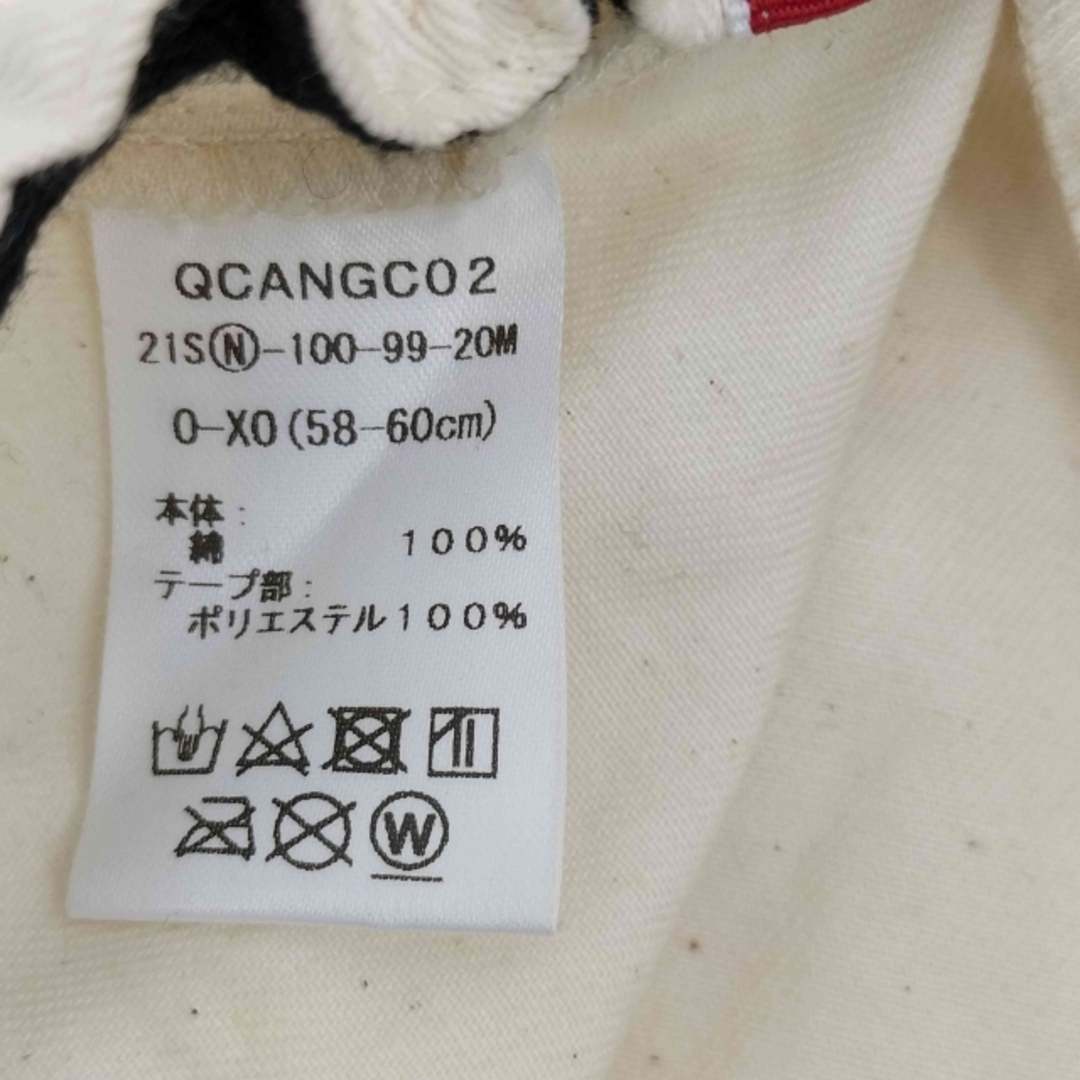 QCANGC02
21SⓃ-100-99-20M
0-X0(58-60cm)
本体:
綿 100%
テープ部:
ポリエステル100%
W